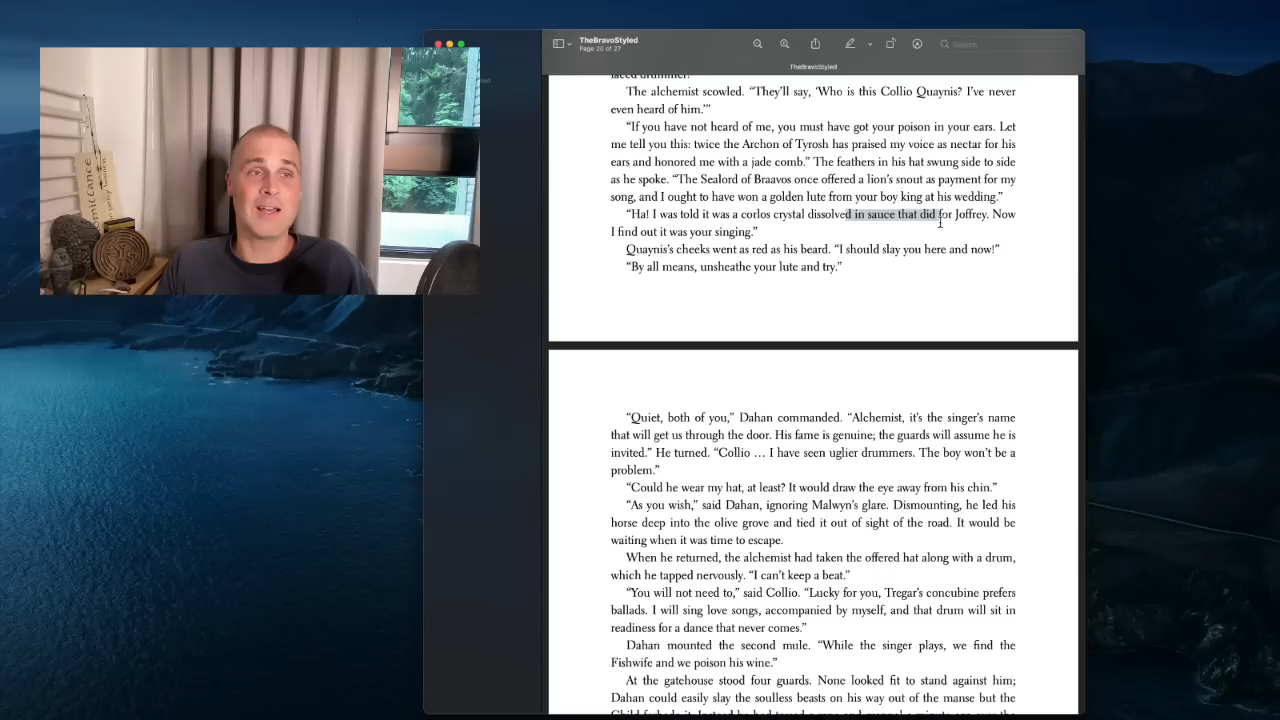 TheBravoStyled
Page 20 of 27
Search
TheBravoStyled
faced drummer.”
The alchemist scowled. “They’ll say, ‘Who is this Collio Quaynis? I’ve never
even heard of him.’”
“If you have not heard of me, you must have got your poison in your ears. Let
me tell you this: twice the Archon of Tyrosh has praised my voice as nectar for his
ears and honored me with a jade comb.” The feathers in his hat swung side to side
as he spoke. “The Sealord of Braavos once offered a lion’s snout as payment for my
song, and I ought to have won a golden lute from your boy king at his wedding.”
“Ha! I was told it was a corlos crystal dissolved in sauce that did for Joffrey. Now
I find out it was your singing.”
Quaynis’s cheeks went as red as his beard. “I should slay you here and now!”
“By all means, unsheathe your lute and try.”
“Quiet, both of you,” Dahan commanded. “Alchemist, it’s the singer’s name
that will get us through the door. His fame is genuine; the guards will assume he is
invited.” He turned. “Collio … I have seen uglier drummers. The boy won’t be a
problem.”
“Could he wear my hat, at least? It would draw the eye away from his chin.”
“As you wish,” said Dahan, ignoring Malwyn’s glare. Dismounting, he led his
horse deep into the olive grove and tied it out of sight of the road. It would be
waiting when it was time to escape.
When he returned, the alchemist had taken the offered hat along with a drum,
which he tapped nervously. “I can’t keep a beat.”
“You will not need to,” said Collio. “Lucky for you, Tregar’s concubine prefers
ballads. I will sing love songs, accompanied by myself, and that drum will sit in
readiness for a dance that never comes.”
Dahan mounted the second mule. “While the singer plays, we find the
Fishwife and we poison his wine.”
At the gatehouse stood four guards. None looked fit to stand against him;
Dahan could easily slay the soulless beasts on his way out of the manse but the